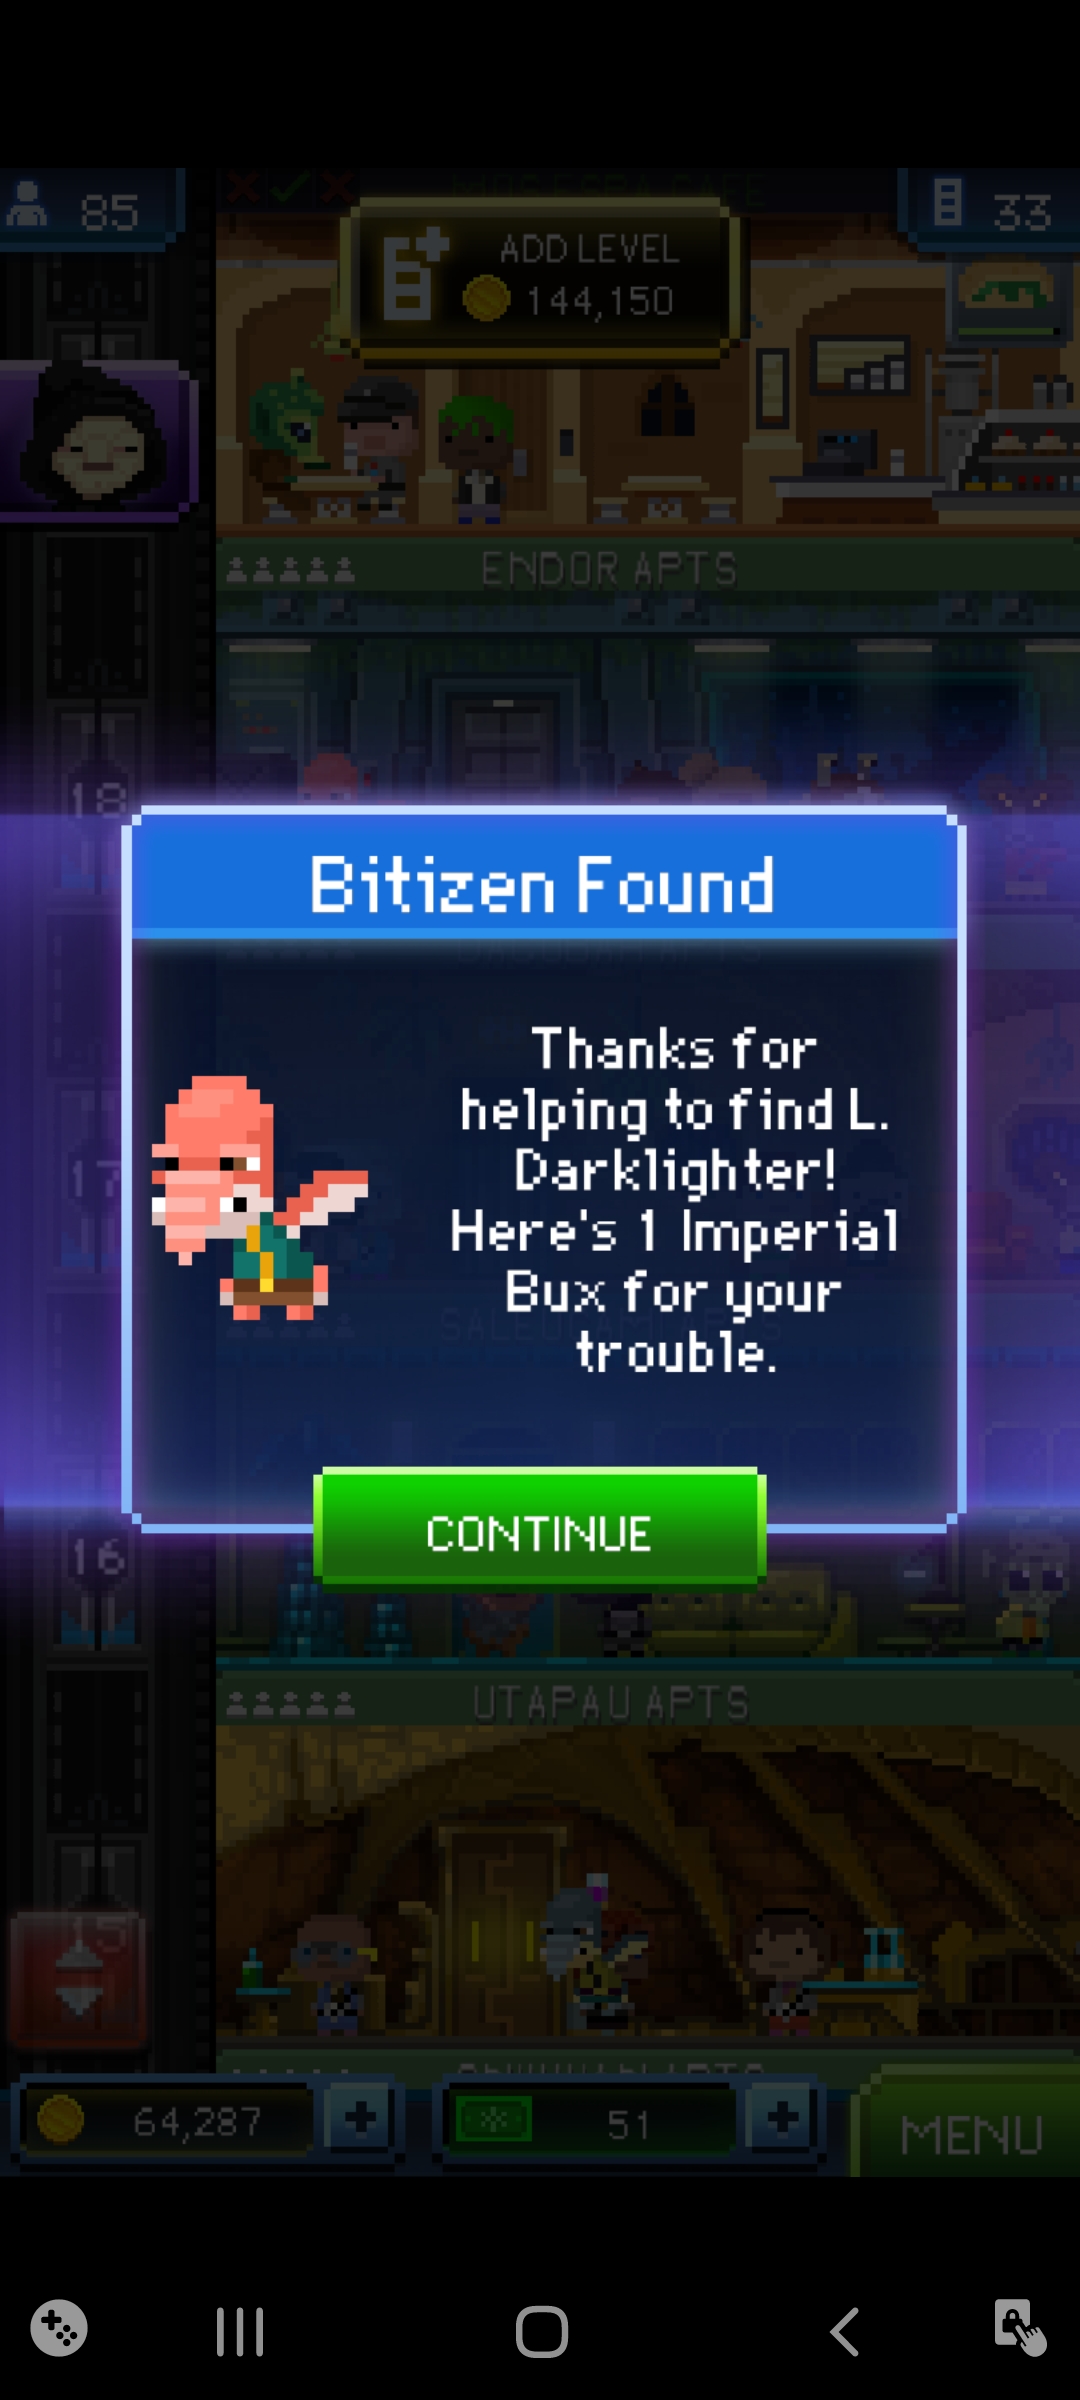 85
33
ADD LEVEL
144,150
ENDOR APTS
18
Bitizen Found
Thanks for
helping to find L.
Darklighter!
Here's 1 Imperial
Bux for your
trouble.
17
CONTINUE
16
UTAPAU APTS
15
64,287
51
MENU